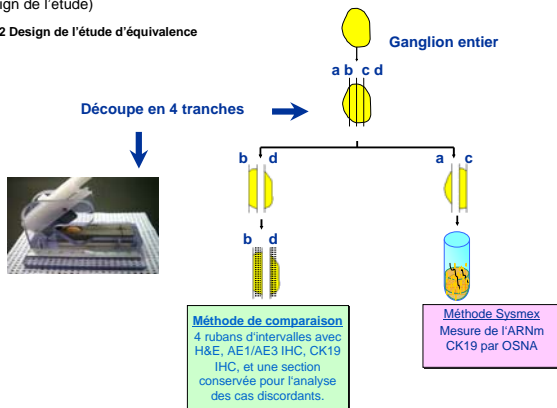 ign de l'étude)
2 Design de l'étude d'équivalence
Ganglion entier
a b c d
Découpe en 4 tranches
b d
a c
b d
Méthode de comparaison
4 rubans d'intervalles avec
H&E, AE1/AE3 IHC, CK19
IHC, et une section
conservée pour l'analyse
des cas discordants.
Méthode Sysmex
Mesure de l'ARNm
CK19 par OSNA